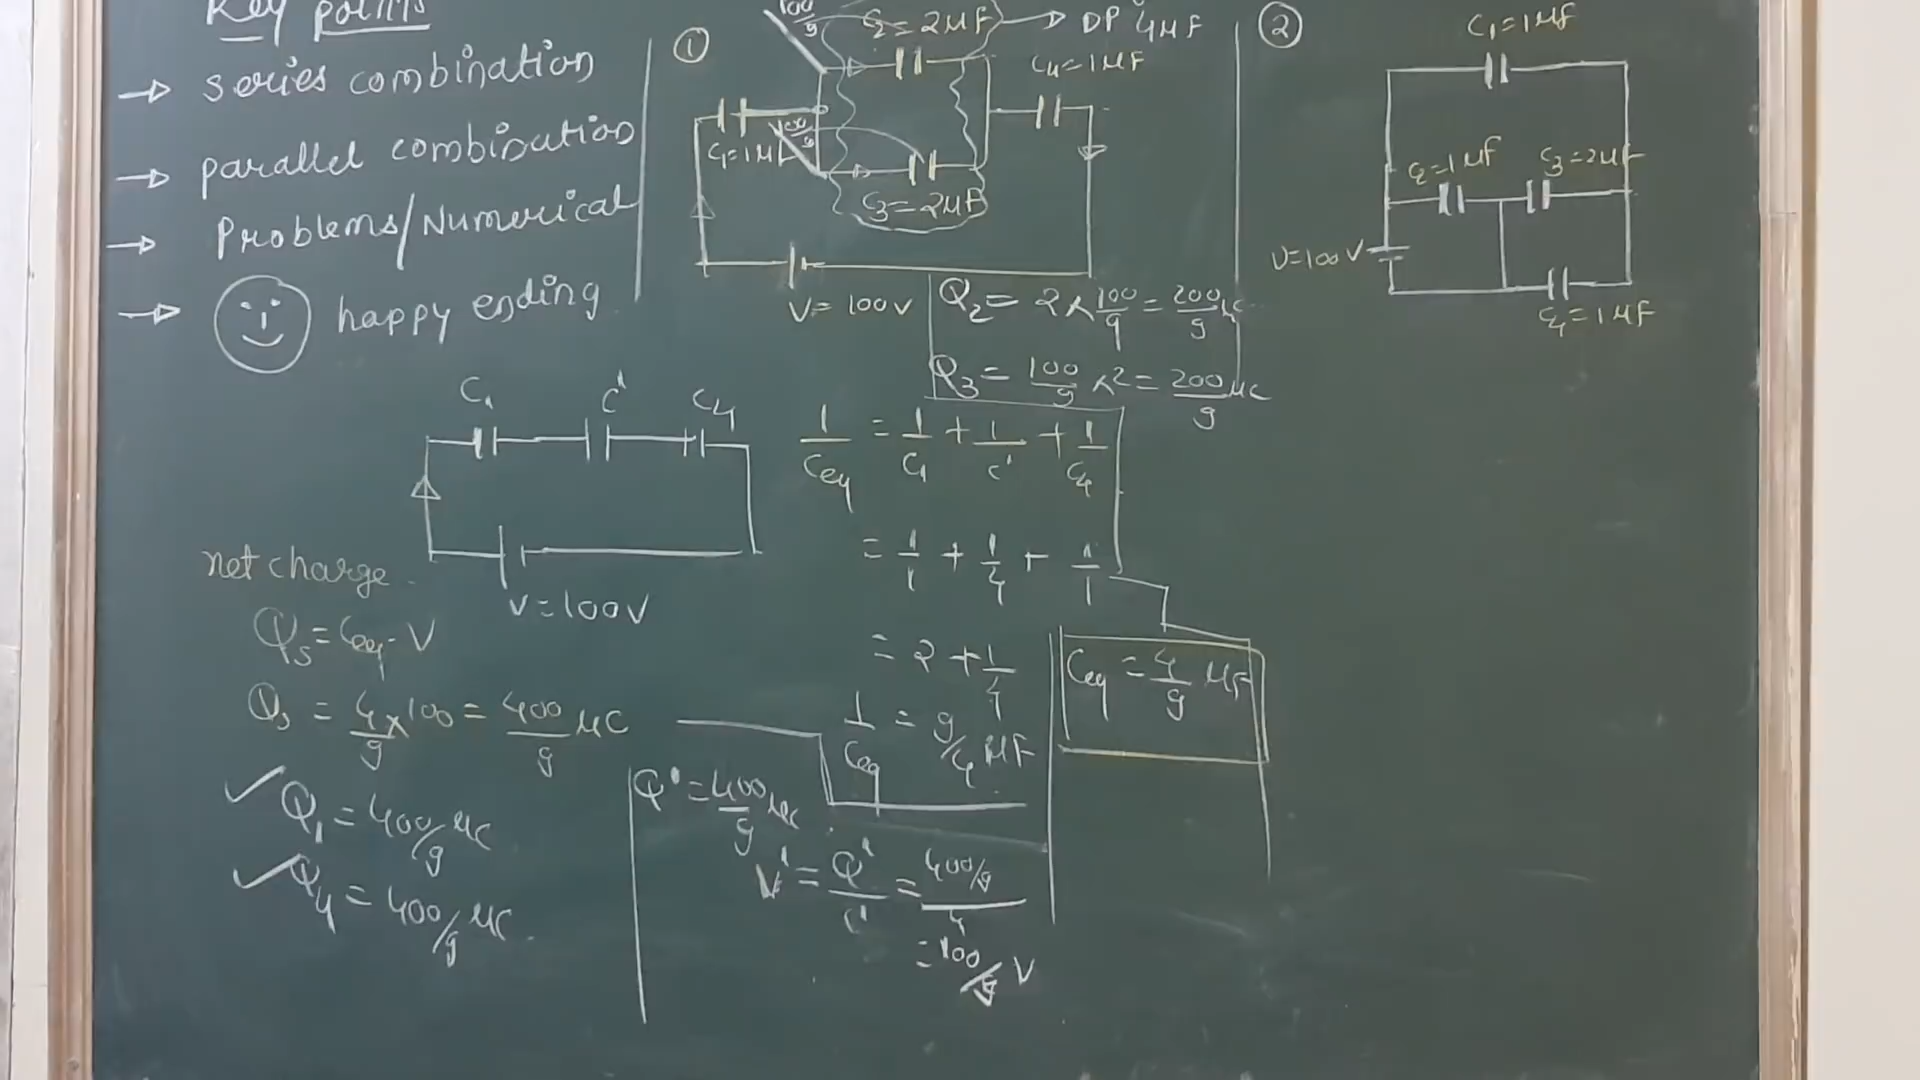 Key points
→ series combination
→ parallel combination
→ Problems/Numerical
→ happy ending
①
100/9
C2 = 2μF → DP 4μF
C4 = 1μF
C1 = 1μF
100/9
C3 = 2μF
V = 100V
②
C1 = 1μF
C2 = 1μF
C3 = 2μF
V = 100V
C4 = 1μF
Q2 = 2 × 100/9 = 200/9 μC
Q3 = 100/9 × 2 = 200/9 μC
C1 C' C4
V = 100V
1/Ceq = 1/C1 + 1/C' + 1/C4
= 1/1 + 1/4 + 1/1
= 2 + 1/4
1/Ceq = 9/4 μF
Ceq = 4/9 μF
net charge
Qs = Ceq · V
Qs = 4/9 × 100 = 400/9 μC
✓ Q1 = 400/9 μC
✓ Q4 = 400/9 μC
Q' = 400/9 μC
V' = Q'/C' = 400/9/4
= 100/9 V